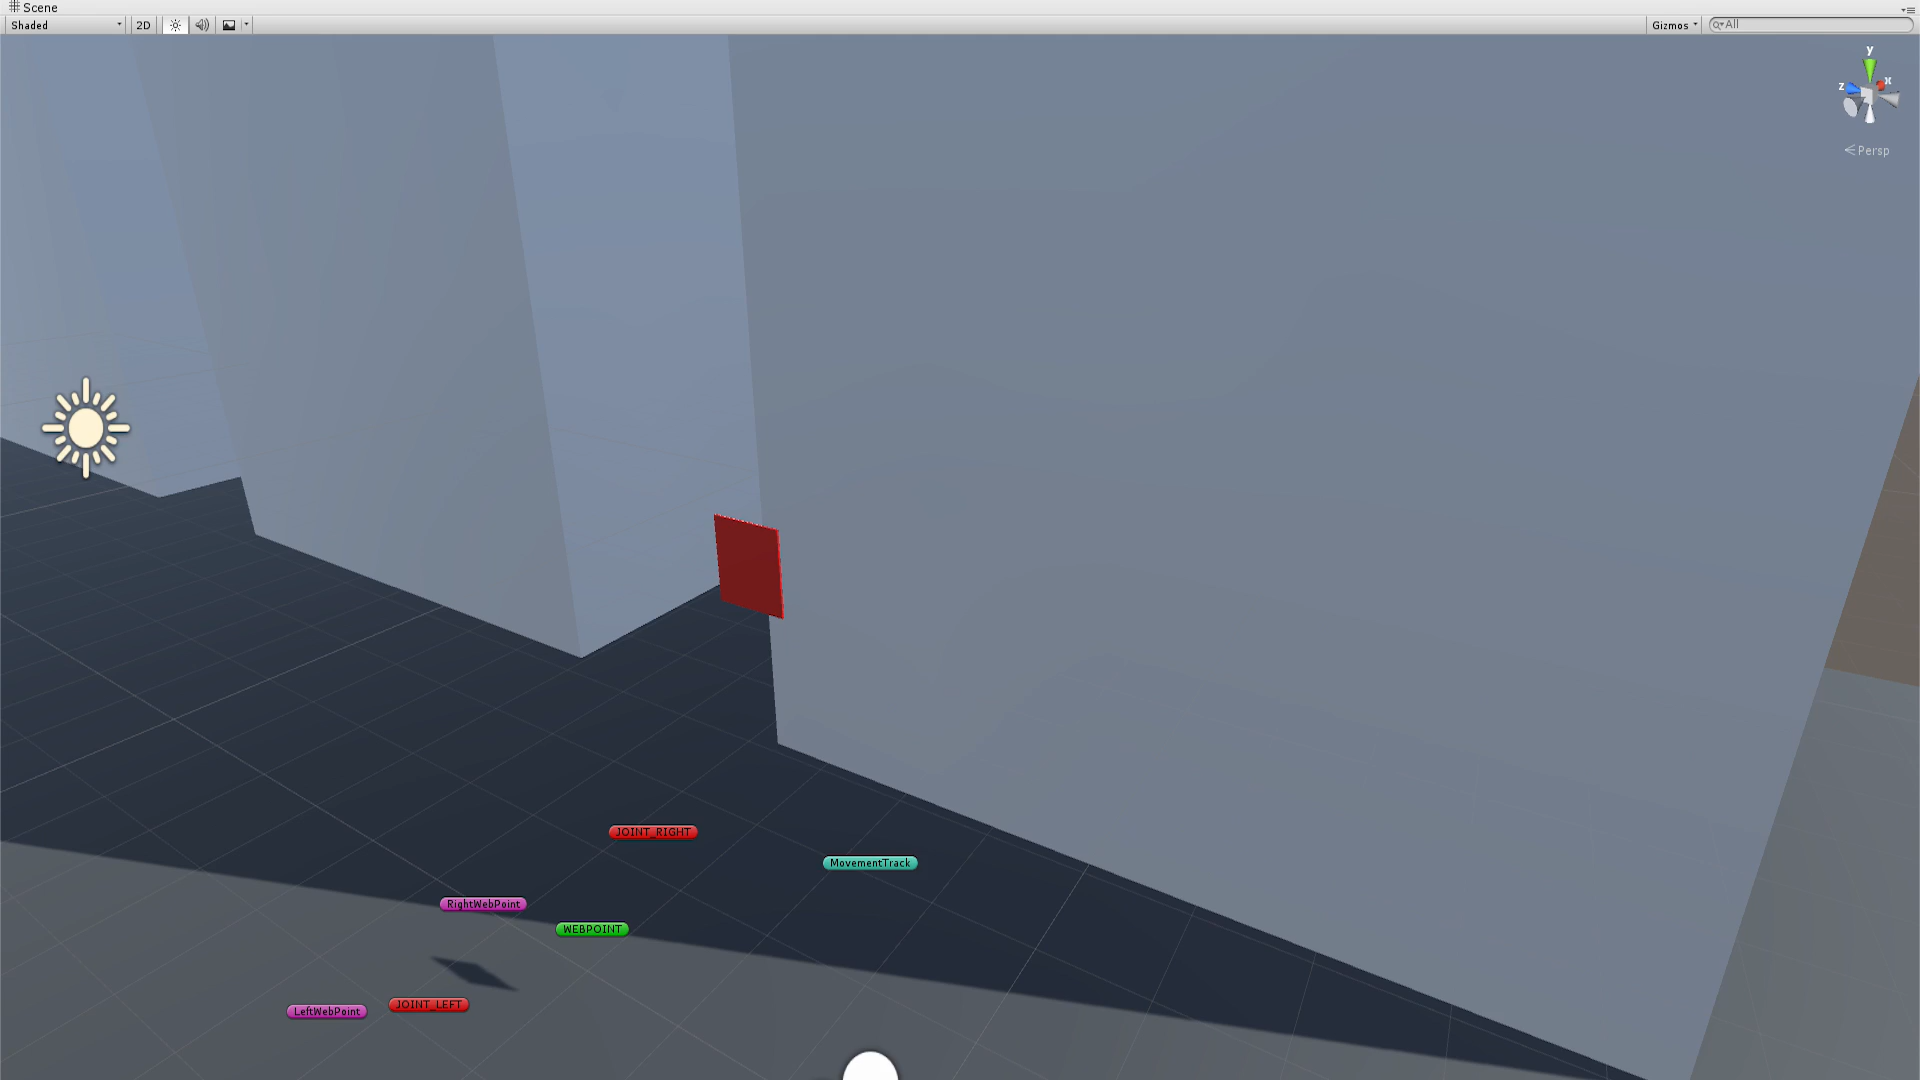 Scene
Shaded 2D Gizmos All
y
z x
Persp
JOINT_RIGHT
MovementTrack
RightWebPoint
WEBPOINT
LeftWebPoint JOINT_LEFT